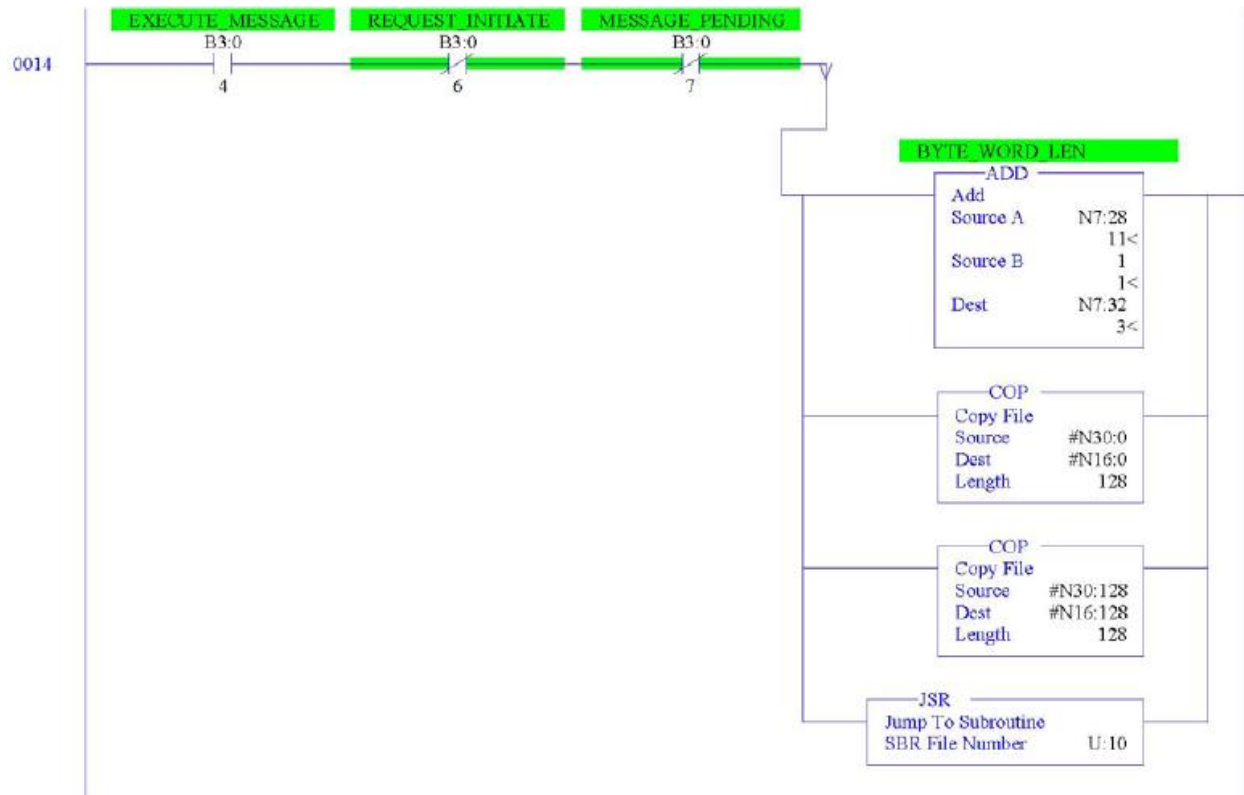 EXECUTE_MESSAGE REQUEST_INITIATE MESSAGE_PENDING
B3:0 B3:0 B3:0
0014
4 6 7
BYTE_WORD_LEN
ADD
Add
Source A N7:28
11<
Source B 1
1<
Dest N7:32
3<
COP
Copy File
Source #N30:0
Dest #N16:0
Length 128
COP
Copy File
Source #N30:128
Dest #N16:128
Length 128
JSR
Jump To Subroutine
SBR File Number U:10